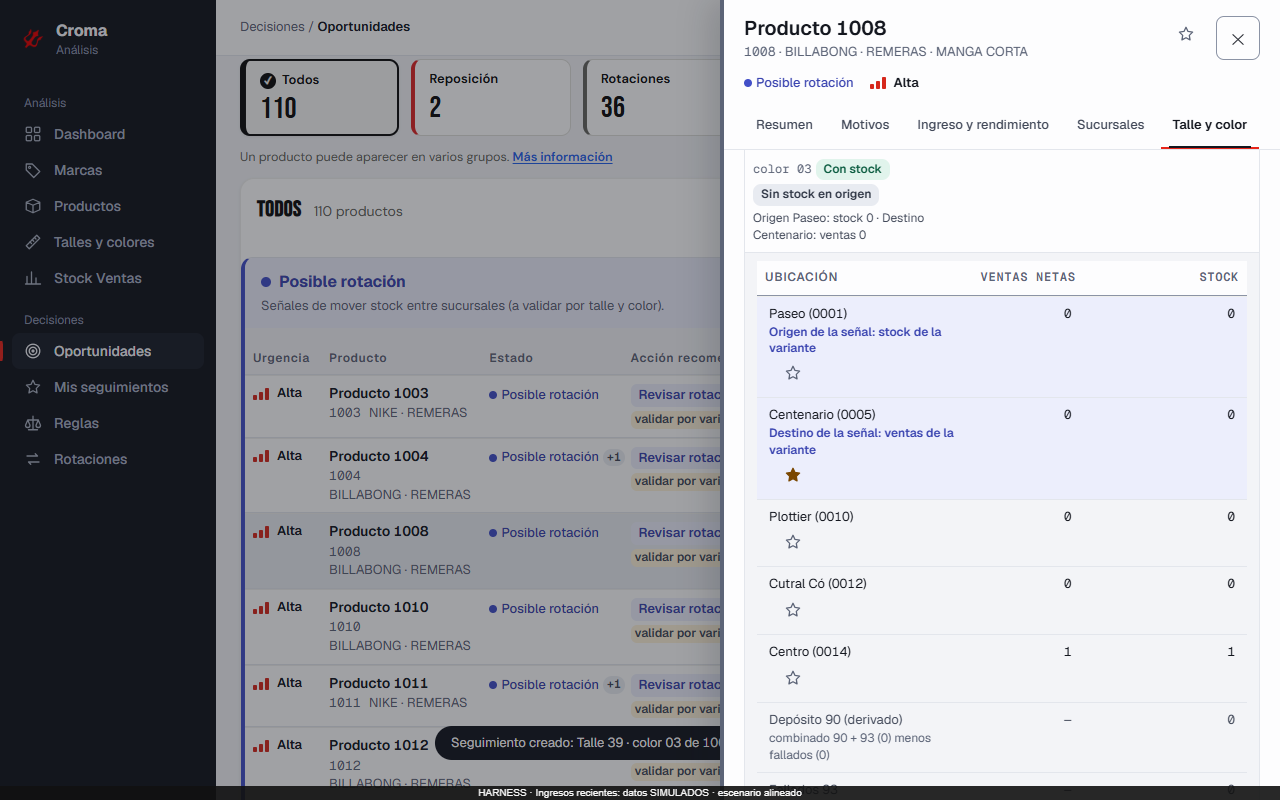 Croma
Análisis
Análisis
Dashboard
Marcas
Productos
Talles y colores
Stock Ventas
Decisiones
Oportunidades
Mis seguimientos
Reglas
Rotaciones
Decisiones / Oportunidades
Todos
110
Reposición
2
Rotaciones
36
Un producto puede aparecer en varios grupos. Más información
TODOS 110 productos
Posible rotación
Señales de mover stock entre sucursales (a validar por talle y color).
Urgencia Producto Estado Acción recome
Alta Producto 1003 Posible rotación Revisar rotac
1003 NIKE · REMERAS validar por vari
Alta Producto 1004 Posible rotación +1 Revisar rotac
1004 validar por vari
BILLABONG · REMERAS
Alta Producto 1008 Posible rotación Revisar rotac
1008 validar por vari
BILLABONG · REMERAS
Alta Producto 1010 Posible rotación Revisar rotac
1010 validar por vari
BILLABONG · REMERAS
Alta Producto 1011 Posible rotación +1 Revisar rotac
1011 NIKE · REMERAS validar por vari
Alta Producto 1012
1012 validar por vari
BILLABONG · REMERAS
Seguimiento creado: Talle 39 · color 03 de 100
Producto 1008
1008 · BILLABONG · REMERAS · MANGA CORTA
Posible rotación Alta
Resumen Motivos Ingreso y rendimiento Sucursales Talle y color
color 03 Con stock
Sin stock en origen
Origen Paseo: stock 0 · Destino
Centenario: ventas 0
UBICACIÓN VENTAS NETAS STOCK
Paseo (0001) 0 0
Origen de la señal: stock de la
variante
Centenario (0005) 0 0
Destino de la señal: ventas de la
variante
Plottier (0010) 0 0
Cutral Có (0012) 0 0
Centro (0014) 1 1
Depósito 90 (derivado) – 0
combinado 90 + 93 (0) menos
fallados (0)
HARNESS · Ingresos recientes: datos SIMULADOS · escenario alineado